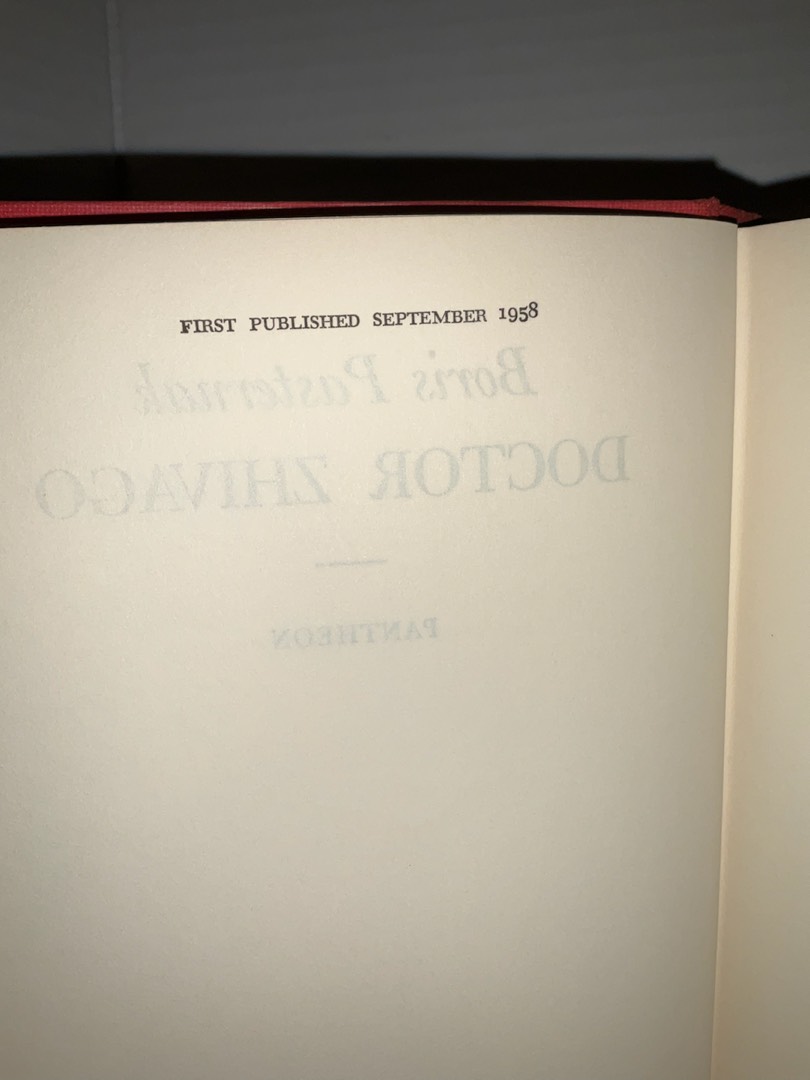 FIRST PUBLISHED SEPTEMBER 1958
Boris Pasternak
DOCTOR ZHIVAGO
PANTHEON